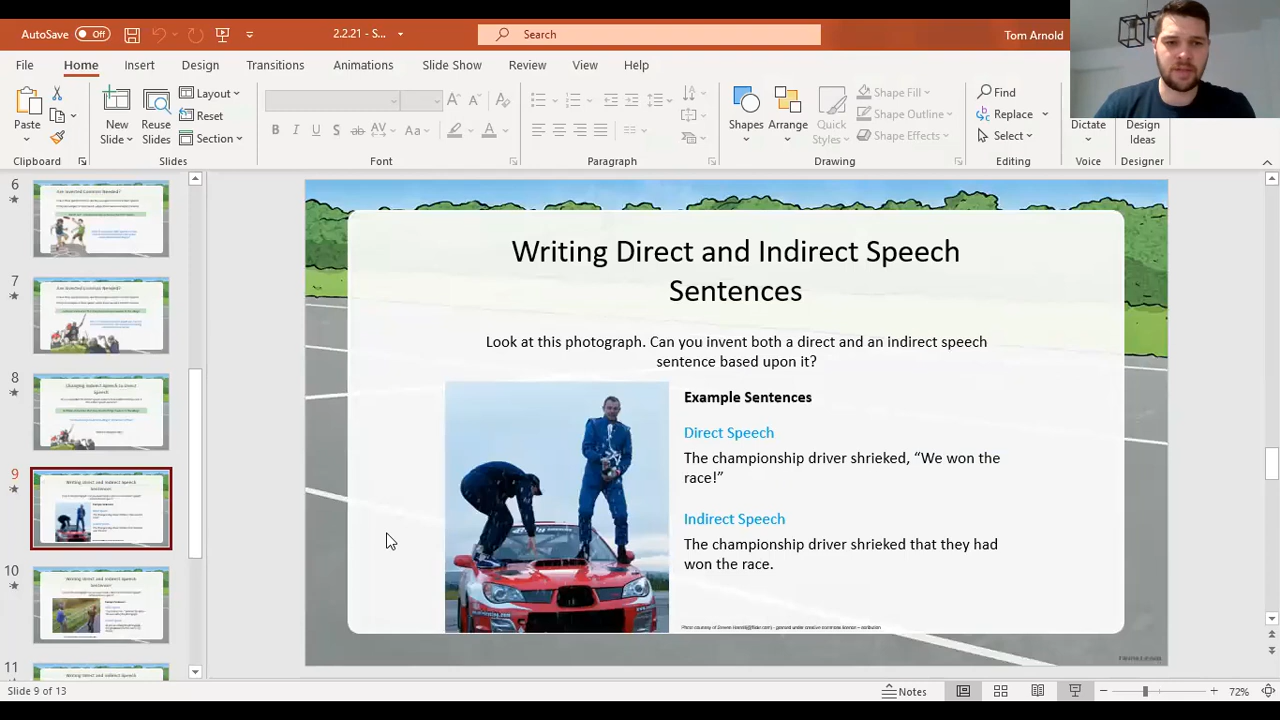 AutoSave Off 2.2.21 - S... Search Tom Arnold
File Home Insert Design Transitions Animations Slide Show Review View Help
Paste New Slide Layout Reset Section Reuse Slides
B I U S ab AV Aa A
Shapes Arrange Quick Styles Shape Fill Shape Outline Shape Effects
Find Replace Select Dictate Design Ideas
Clipboard Slides Font Paragraph Drawing Editing Voice Designer
6
7
8
9
10
11
Writing Direct and Indirect Speech
Sentences
Look at this photograph. Can you invent both a direct and an indirect speech
sentence based upon it?
Example Sentences
Direct Speech
The championship driver shrieked, “We won the
race!”
Indirect Speech
The championship driver shrieked that they had
won the race.
Slide 9 of 13 Notes 72%